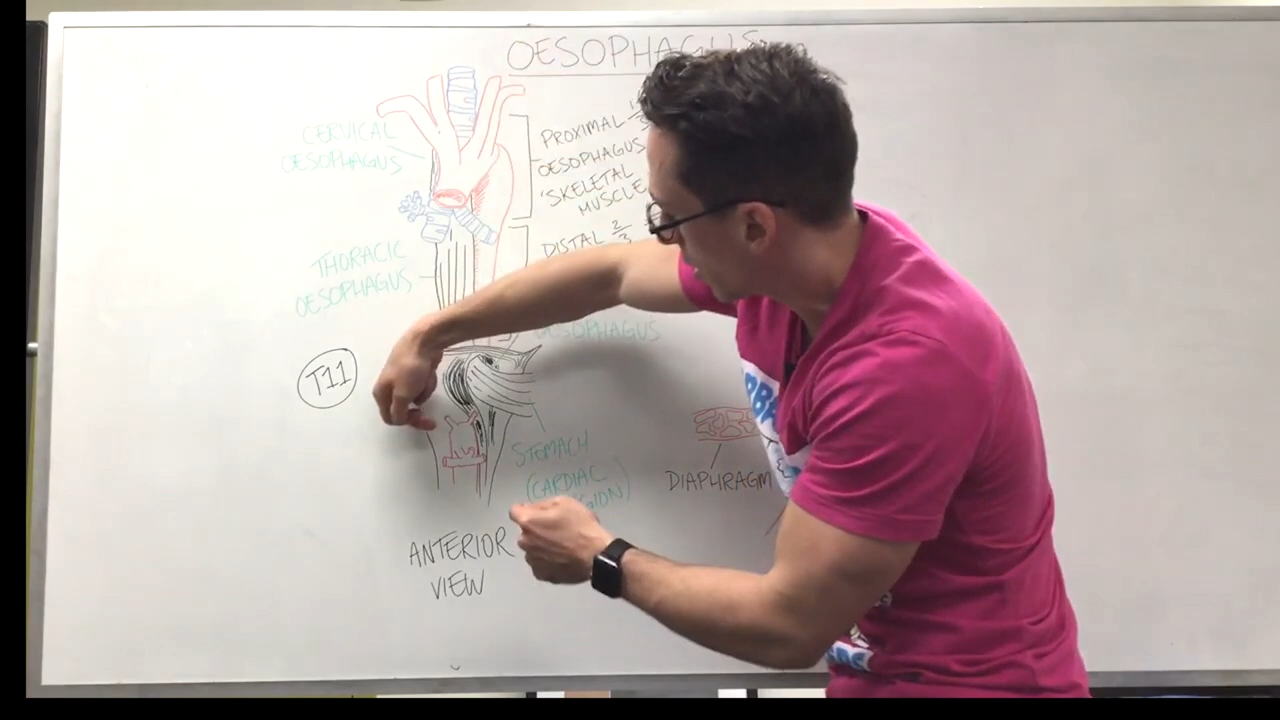 OESOPHAGUS
CERVICAL
OESOPHAGUS
PROXIMAL
OESOPHAGUS
'SKELETAL
MUSCLE
DISTAL 2/3
THORACIC
OESOPHAGUS
OESOPHAGUS
T11
STOMACH
(CARDIAC
DIAPHRAGM
ANTERIOR
VIEW